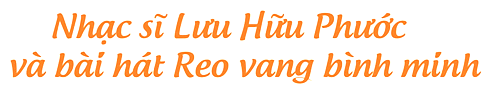 Nhạc sĩ Lưu Hữu Phước
và bài hát Reo vang bình minh